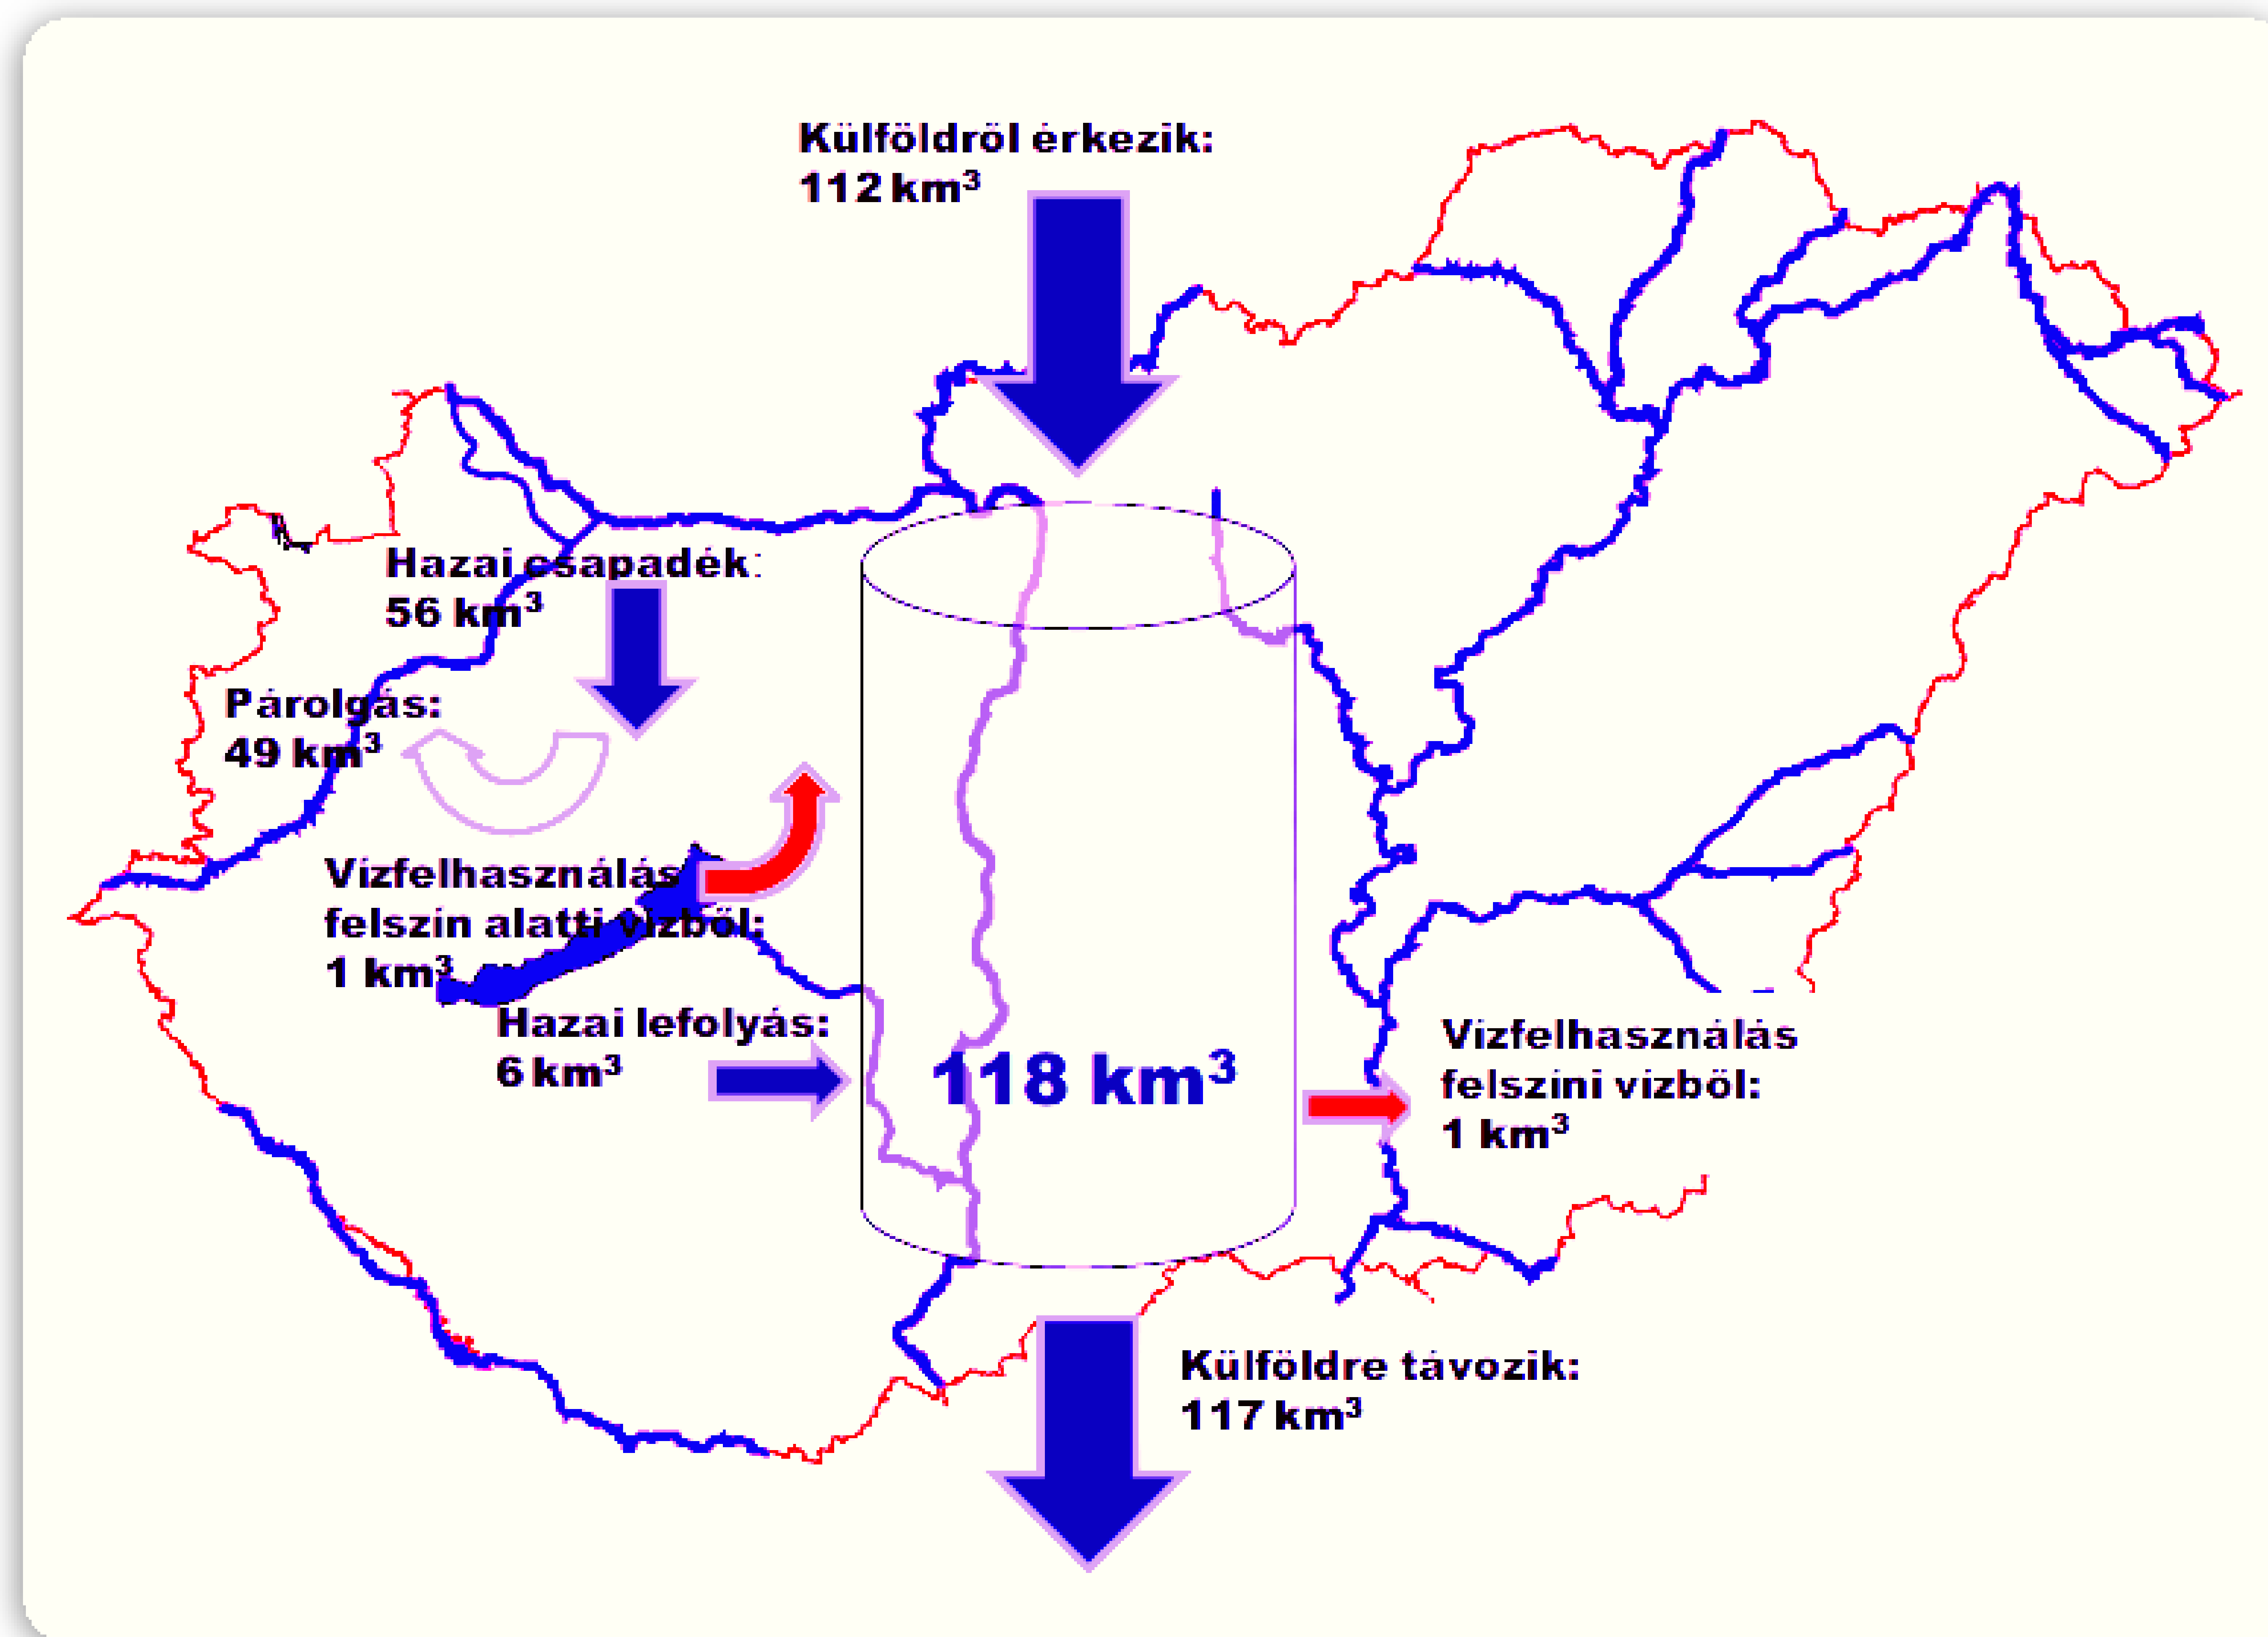 Külföldről érkezik:
112 km³
Hazai csapadék:
56 km³
Párolgás:
49 km³
Vízfelhasználás
felszín alatti vízből:
1 km³
Hazai lefolyás:
6 km³
118 km³
Vízfelhasználás
felszíni vízből:
1 km³
Külföldre távozik:
117 km³